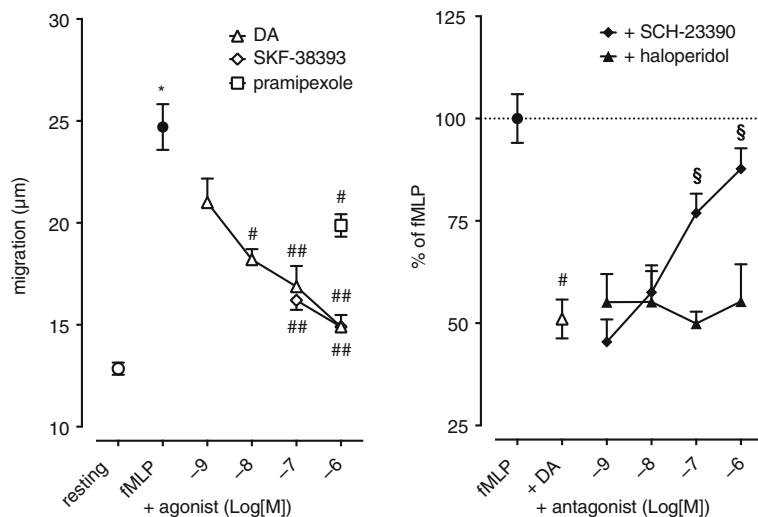 30
25
20
15
10
migration (µm)
DA
SKF-38393
pramipexole
*
#
#
##
##
##
##
resting
fMLP
–9
–8
–7
–6
+ agonist (Log[M])
125
100
75
50
25
% of fMLP
+ SCH-23390
+ haloperidol
§
§
#
fMLP
+ DA
–9
–8
–7
–6
+ antagonist (Log[M])